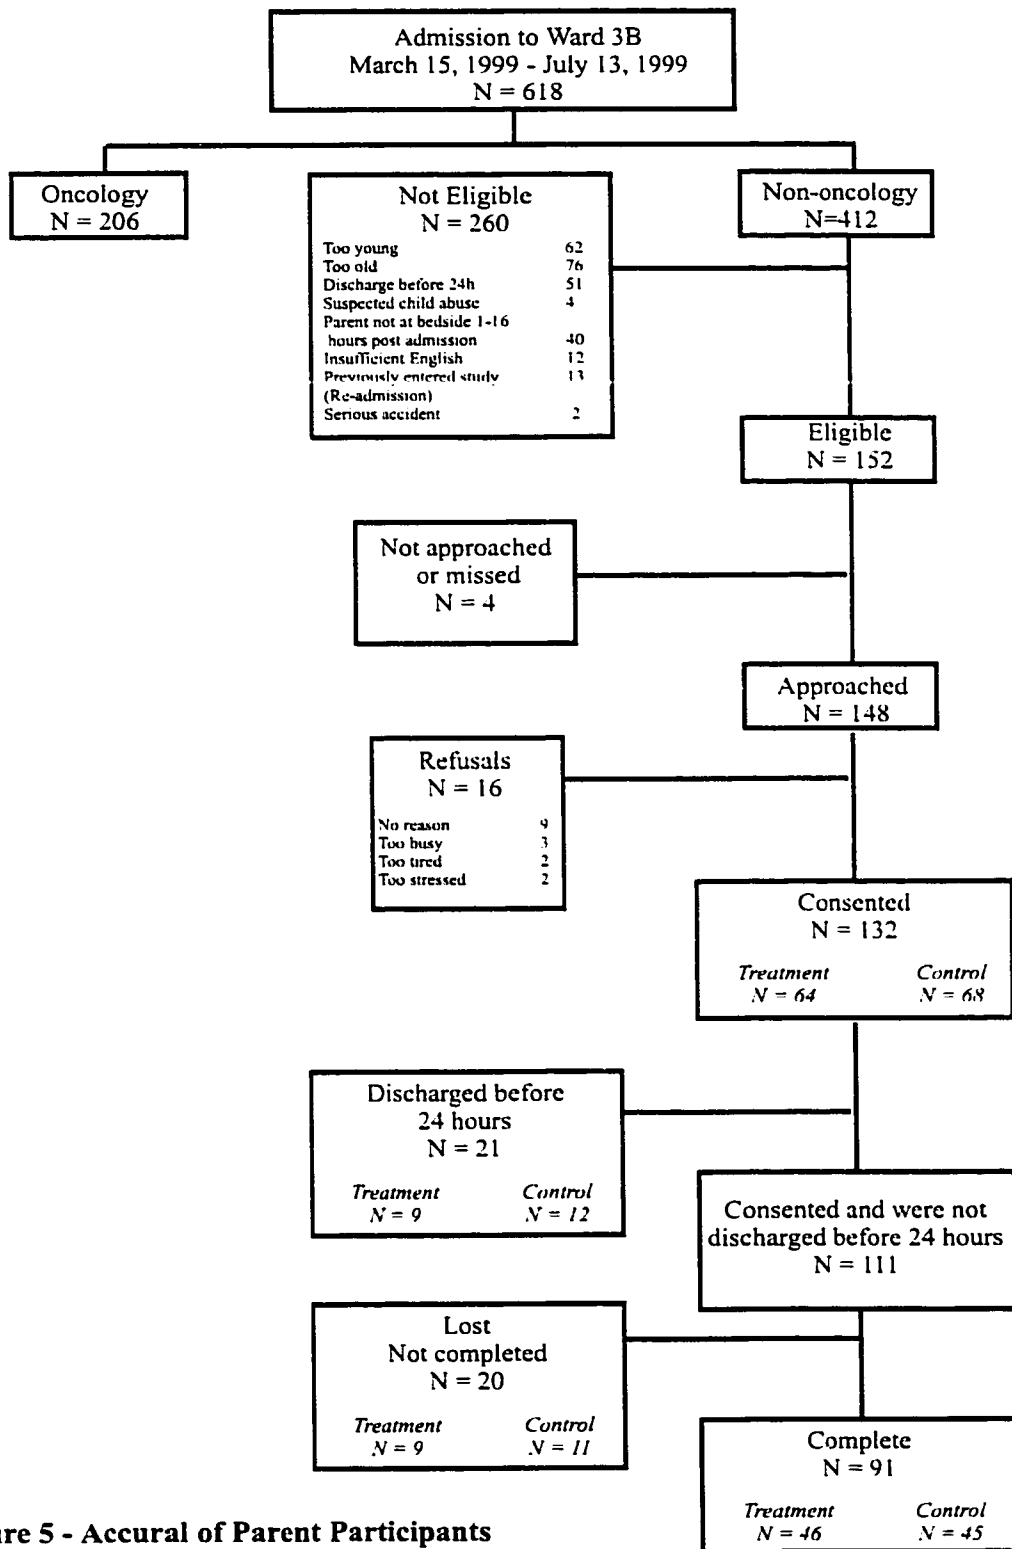 Admission to Ward 3B
March 15, 1999 - July 13, 1999
N = 618
Oncology
N = 206
Not Eligible
N = 260
Too young 62
Too old 76
Discharge before 24h 51
Suspected child abuse 4
Parent not at bedside 1-16
hours post admission 40
Insufficient English 12
Previously entered study 13
(Re-admission)
Serious accident 2
Non-oncology
N=412
Eligible
N = 152
Not approached
or missed
N = 4
Approached
N = 148
Refusals
N = 16
No reason 9
Too busy 3
Too tired 2
Too stressed 2
Consented
N = 132
Treatment Control
N = 64 N = 68
Discharged before
24 hours
N = 21
Treatment Control
N = 9 N = 12
Consented and were not
discharged before 24 hours
N = 111
Lost
Not completed
N = 20
Treatment Control
N = 9 N = 11
Complete
N = 91
Treatment Control
N = 46 N = 45
ure 5 - Accural of Parent Participants